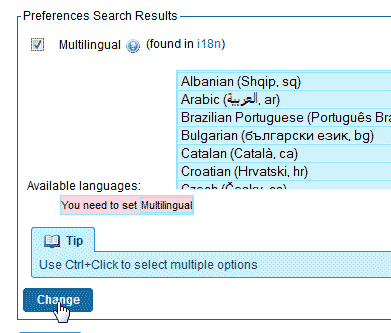 Preferences Search Results
Multilingual (found in i18n)
Albanian (Shqip, sq)
Arabic (العربية, ar)
Brazilian Portuguese (Português Bra
Bulgarian (български език, bg)
Catalan (Català, ca)
Croatian (Hrvatski, hr)
Czech (Česky, cs)
Available languages:
You need to set Multilingual
Tip
Use Ctrl+Click to select multiple options
Change